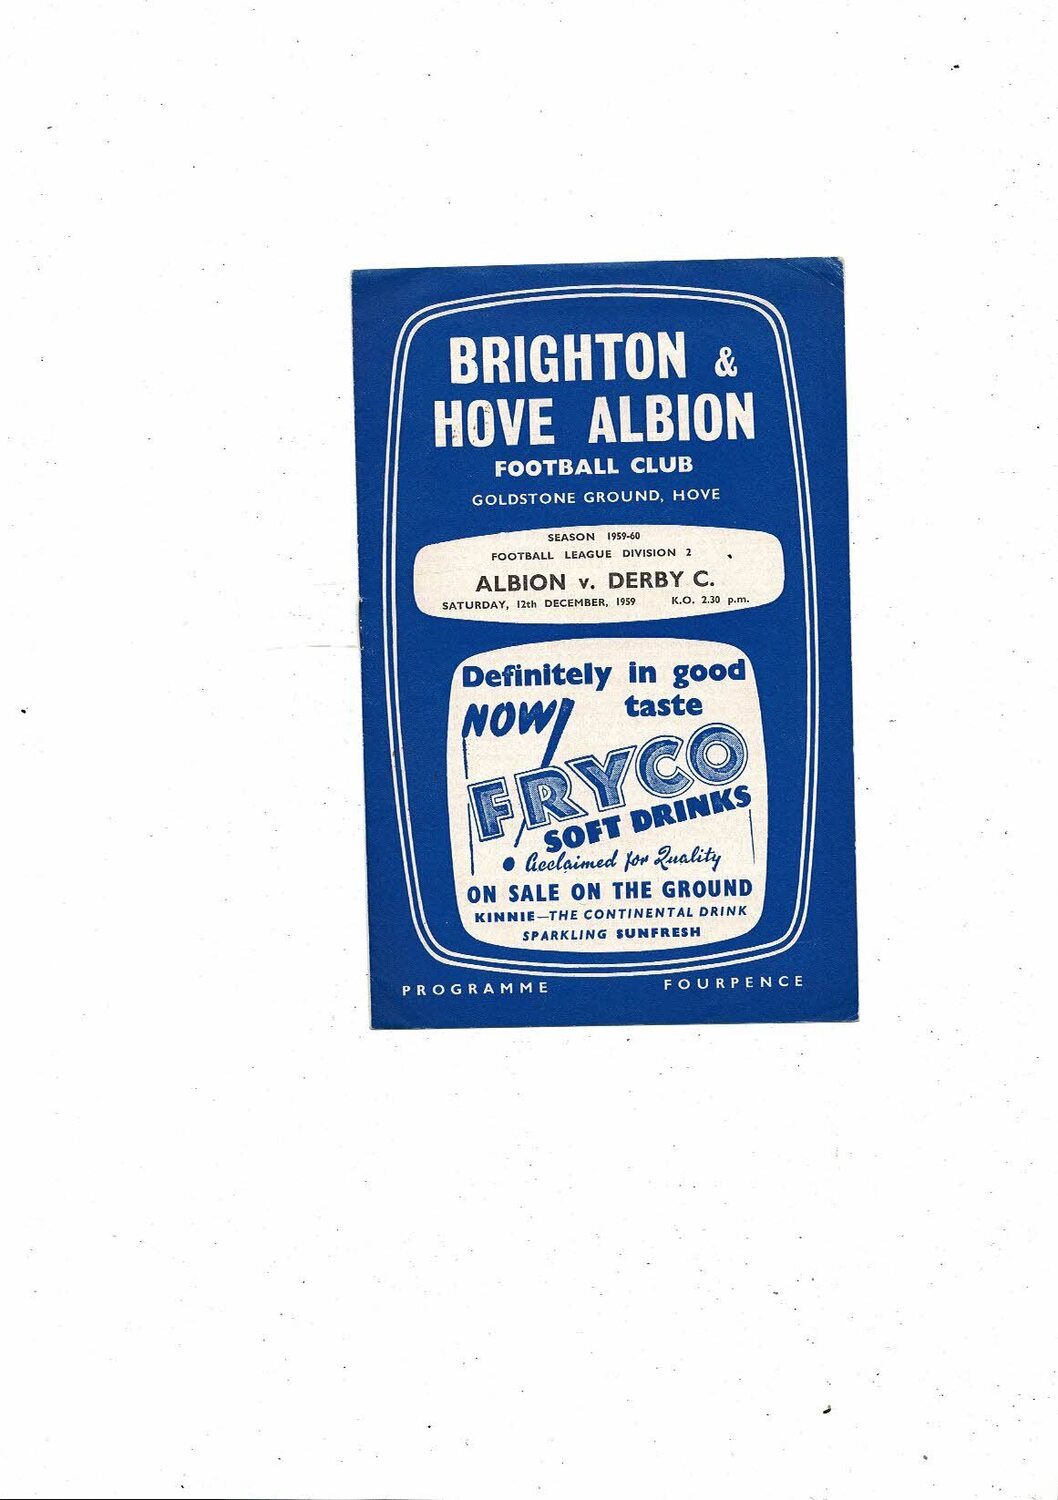 BRIGHTON &
HOVE ALBION
FOOTBALL CLUB
GOLDSTONE GROUND, HOVE
SEASON 1959-60
FOOTBALL LEAGUE DIVISION 2
ALBION v. DERBY C.
SATURDAY, 12th DECEMBER, 1959 K.O. 2.30 p.m.
Definitely in good
NOW! taste
FRYCO
SOFT DRINKS
• Acclaimed for Quality
ON SALE ON THE GROUND
KINNIE—THE CONTINENTAL DRINK
SPARKLING SUNFRESH
PROGRAMME FOURPENCE